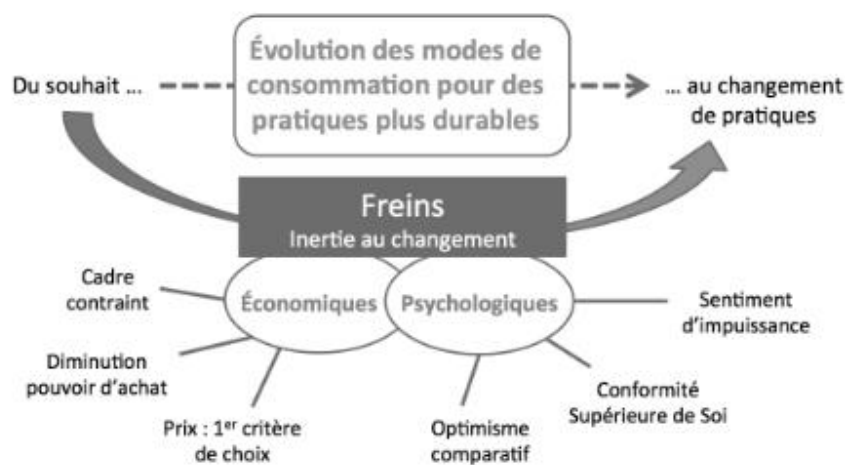 Évolution des modes de
consommation pour des
pratiques plus durables
Du souhait ...
... au changement
de pratiques
Freins
Inertie au changement
Économiques
Psychologiques
Cadre
contraint
Diminution
pouvoir d'achat
Prix : 1er critère
de choix
Optimisme
comparatif
Conformité
Supérieure de Soi
Sentiment
d'impuissance